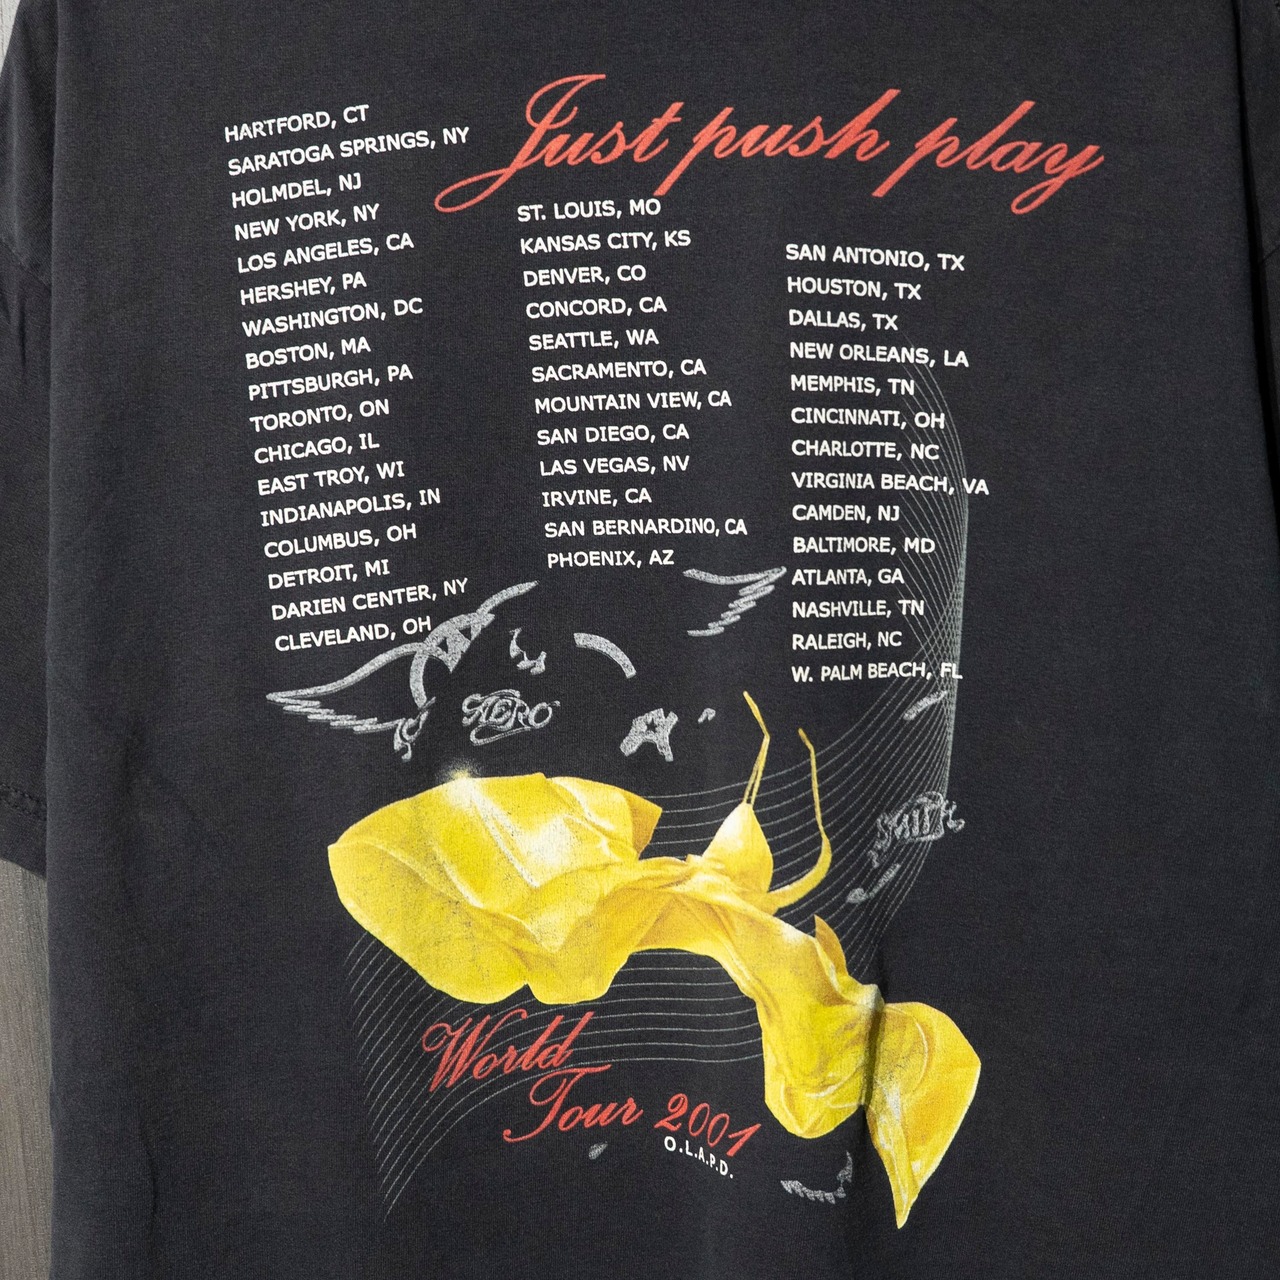 Just push play
HARTFORD, CT
SARATOGA SPRINGS, NY
HOLMDEL, NJ
NEW YORK, NY
LOS ANGELES, CA
HERSHEY, PA
WASHINGTON, DC
BOSTON, MA
PITTSBURGH, PA
TORONTO, ON
CHICAGO, IL
EAST TROY, WI
INDIANAPOLIS, IN
COLUMBUS, OH
DETROIT, MI
DARIEN CENTER, NY
CLEVELAND, OH
ST. LOUIS, MO
KANSAS CITY, KS
DENVER, CO
CONCORD, CA
SEATTLE, WA
SACRAMENTO, CA
MOUNTAIN VIEW, CA
SAN DIEGO, CA
LAS VEGAS, NV
IRVINE, CA
SAN BERNARDINO, CA
PHOENIX, AZ
SAN ANTONIO, TX
HOUSTON, TX
DALLAS, TX
NEW ORLEANS, LA
MEMPHIS, TN
CINCINNATI, OH
CHARLOTTE, NC
VIRGINIA BEACH, VA
CAMDEN, NJ
BALTIMORE, MD
ATLANTA, GA
NASHVILLE, TN
RALEIGH, NC
W. PALM BEACH, FL
AERO
A
SMITH
World
Tour 2001
O.L.A.P.D.